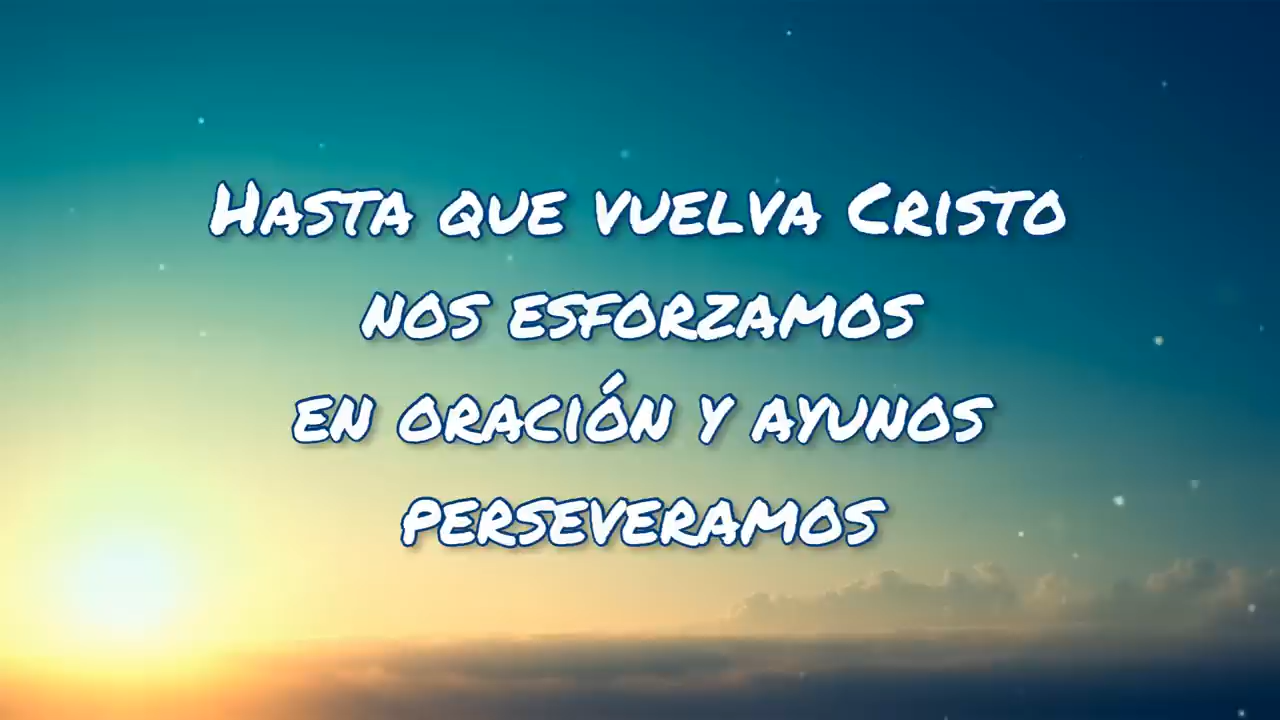 Hasta que vuelva Cristo
nos esforzamos
en oración y ayunos
perseveramos